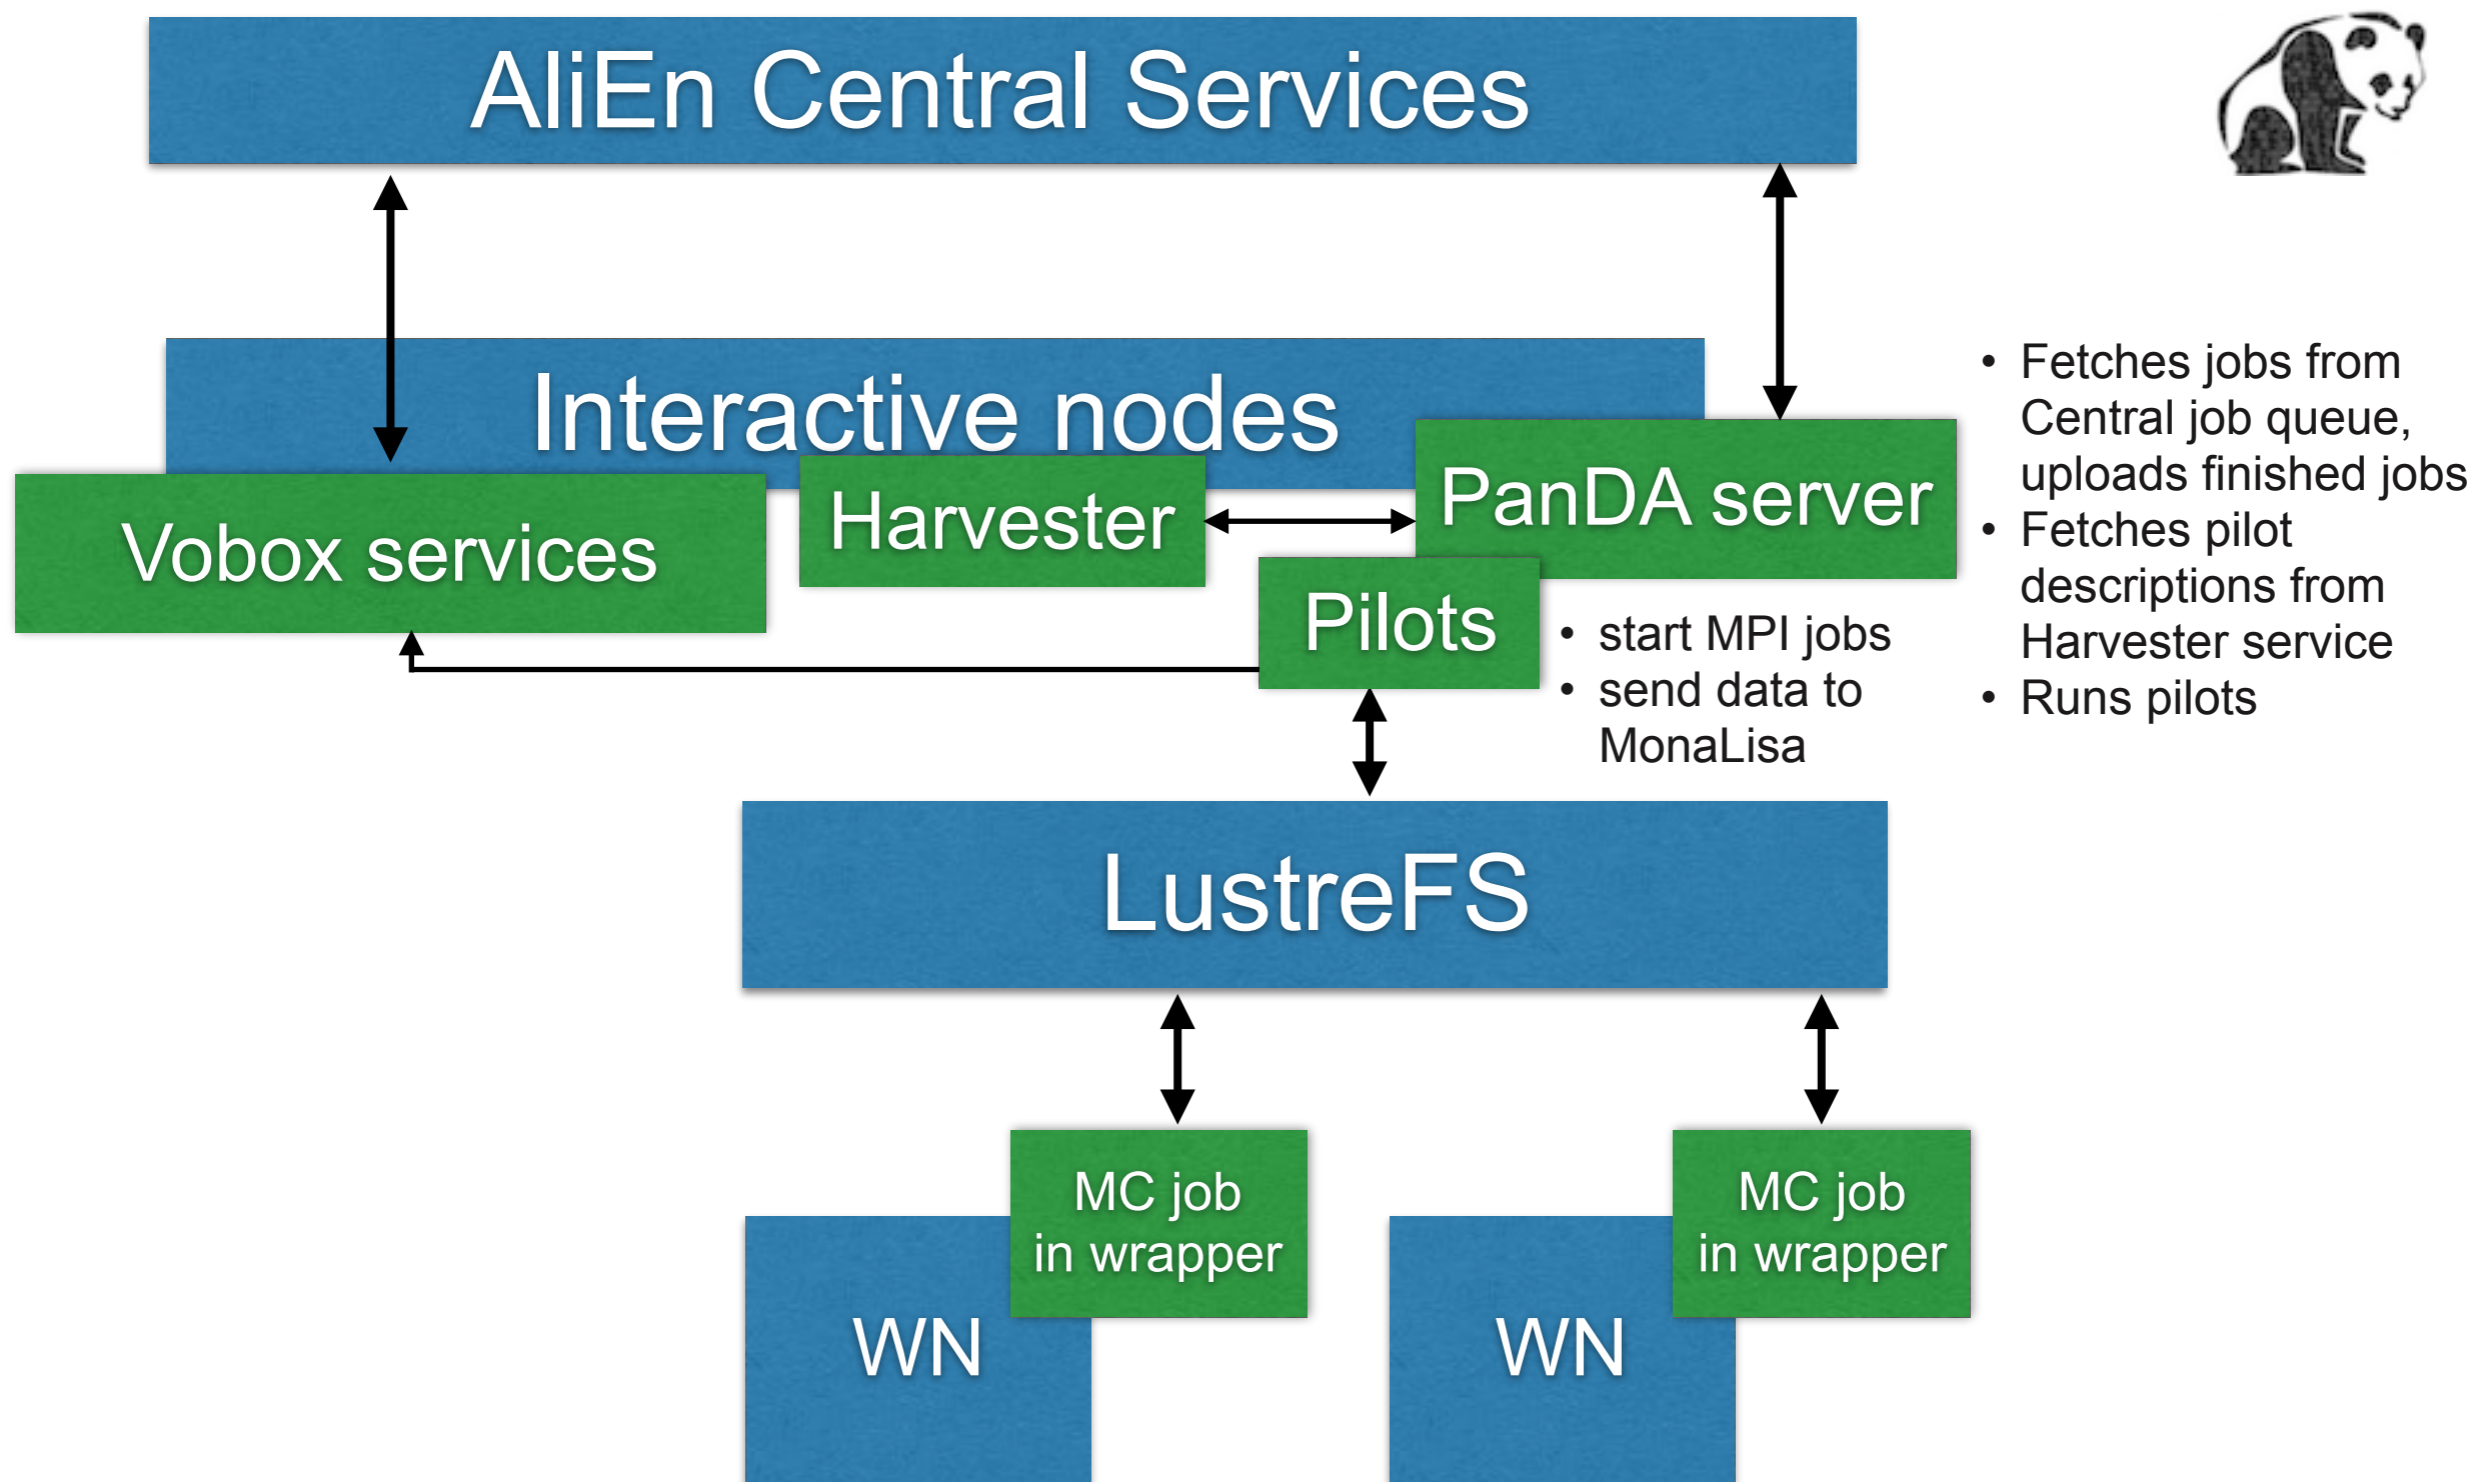 AliEn Central Services
Interactive nodes
Vobox services
Harvester
PanDA server
Pilots
• start MPI jobs
• send data to
MonaLisa
• Fetches jobs from
Central job queue,
uploads finished jobs
• Fetches pilot
descriptions from
Harvester service
• Runs pilots
LustreFS
MC job
in wrapper
WN
MC job
in wrapper
WN